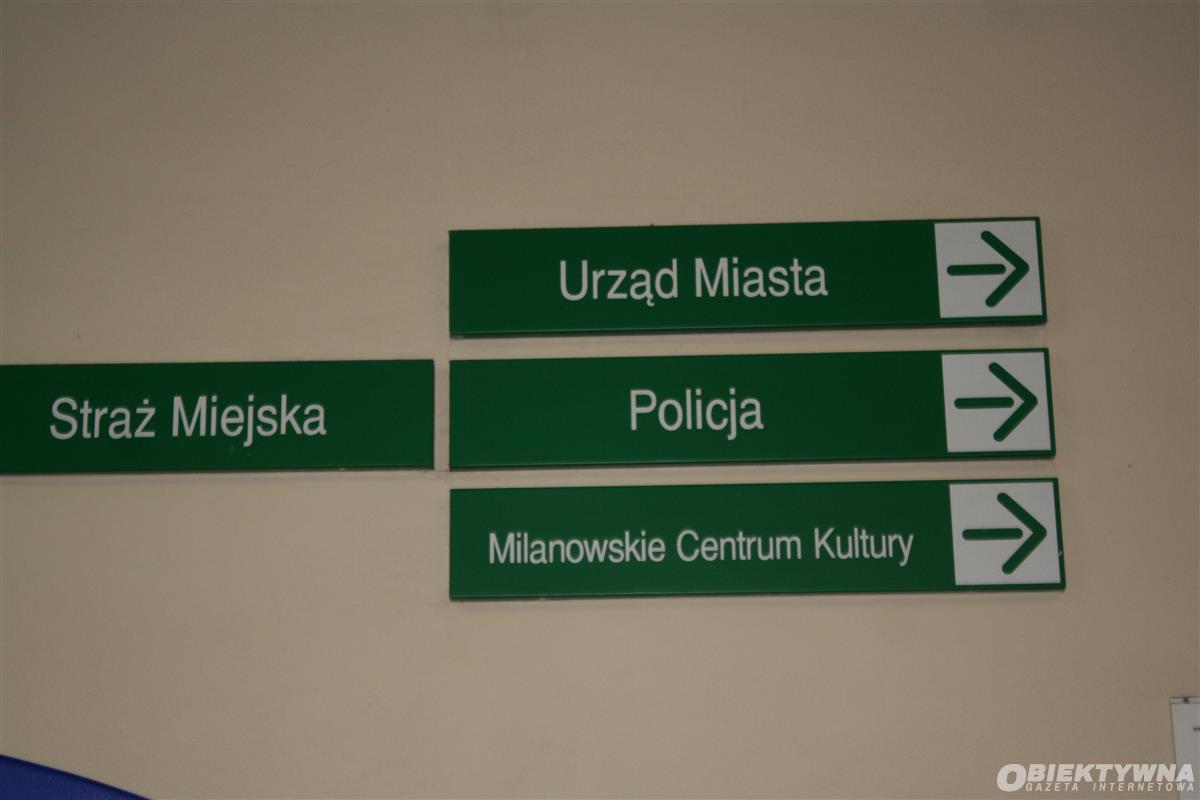 Urząd Miasta
Straż Miejska
Policja
Milanowskie Centrum Kultury
OBIEKTYWNA
GAZETA INTERNETOWA